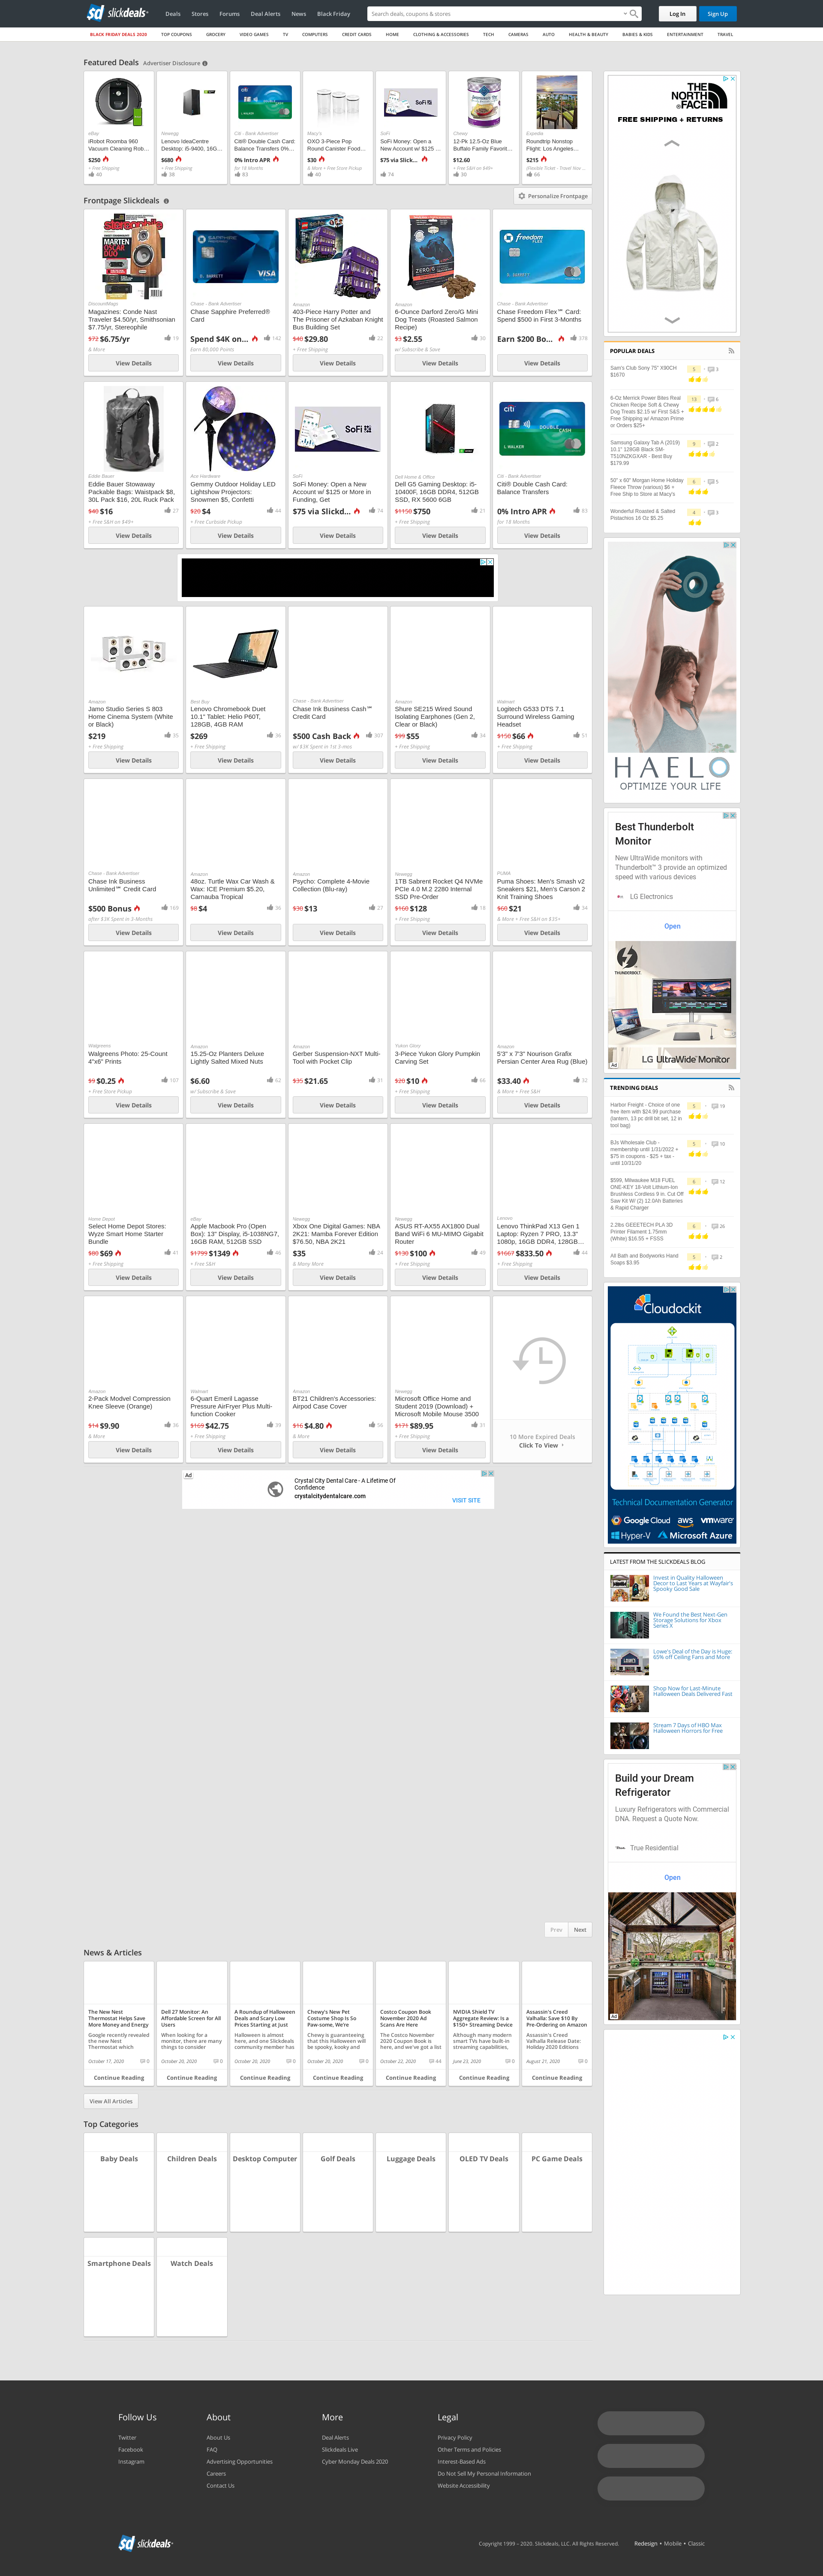 sd slickdeals
Deals Stores Forums Deal Alerts News Black Friday
Search deals, coupons & stores
Log In Sign Up
BLACK FRIDAY DEALS 2020 TOP COUPONS GROCERY VIDEO GAMES TV COMPUTERS CREDIT CARDS HOME CLOTHING & ACCESSORIES TECH CAMERAS AUTO HEALTH & BEAUTY BABIES & KIDS ENTERTAINMENT TRAVEL
Featured Deals Advertiser Disclosure
eBay
iRobot Roomba 960
Vacuum Cleaning Rob...
$250
+ Free Shipping
40
Newegg
Lenovo IdeaCentre
Desktop: i5-9400, 16G...
$680
+ Free Shipping
38
Citi - Bank Advertiser
Citi® Double Cash Card:
Balance Transfers 0%...
0% Intro APR
for 18 Months
83
Macy's
OXO 3-Piece Pop
Round Canister Food...
$30
& More + Free Store Pickup
40
SoFi
SoFi Money: Open a
New Account w/ $125 ...
$75 via Slick...
74
Chewy
12-Pk 12.5-Oz Blue
Buffalo Family Favorit...
$12.60
+ Free S&H on $49+
30
Expedia
Roundtrip Nonstop
Flight: Los Angeles...
$215
66
Frontpage Slickdeals
Personalize Frontpage
DiscountMags
Magazines: Conde Nast
Traveler $4.50/yr, Smithsonian
$7.75/yr, Stereophile
$72 $6.75/yr
19
& More
View Details
Chase - Bank Advertiser
Chase Sapphire Preferred®
Card
Spend $4K on...
142
Earn 80,000 Points
View Details
Amazon
403-Piece Harry Potter and
The Prisoner of Azkaban Knight
Bus Building Set
$40 $29.80
22
+ Free Shipping
View Details
Amazon
6-Ounce Darford Zero/G Mini
Dog Treats (Roasted Salmon
Recipe)
$3 $2.55
30
w/ Subscribe & Save
View Details
Chase - Bank Advertiser
Chase Freedom Flex℠ Card:
Spend $500 in First 3-Months
Earn $200 Bo...
378
View Details
Eddie Bauer
Eddie Bauer Stowaway
Packable Bags: Waistpack $8,
30L Pack $16, 20L Ruck Pack
$40 $16
27
+ Free S&H on $49+
View Details
Ace Hardware
Gemmy Outdoor Holiday LED
Lightshow Projectors:
Snowmen $5, Confetti
$20 $4
44
+ Free Curbside Pickup
View Details
SoFi
SoFi Money: Open a New
Account w/ $125 or More in
Funding, Get
$75 via Slickd...
74
View Details
Dell Home & Office
Dell G5 Gaming Desktop: i5-
10400F, 16GB DDR4, 512GB
SSD, RX 5600 6GB
$1150 $750
21
+ Free Shipping
View Details
Citi - Bank Advertiser
Citi® Double Cash Card:
Balance Transfers
0% Intro APR
83
for 18 Months
View Details
Amazon
Jamo Studio Series S 803
Home Cinema System (White
or Black)
$219
35
+ Free Shipping
View Details
Best Buy
Lenovo Chromebook Duet
10.1" Tablet: Helio P60T,
128GB, 4GB RAM
$269
36
+ Free Shipping
View Details
Chase - Bank Advertiser
Chase Ink Business Cash℠
Credit Card
$500 Cash Back
307
w/ $3K Spent in 1st 3-mos
View Details
Amazon
Shure SE215 Wired Sound
Isolating Earphones (Gen 2,
Clear or Black)
$99 $55
34
+ Free Shipping
View Details
Walmart
Logitech G533 DTS 7.1
Surround Wireless Gaming
Headset
$150 $66
51
+ Free Shipping
View Details
Chase - Bank Advertiser
Chase Ink Business
Unlimited℠ Credit Card
$500 Bonus
169
after $3K Spent in 3-Months
View Details
Amazon
48oz. Turtle Wax Car Wash &
Wax: ICE Premium $5.20,
Carnauba Tropical
$8 $4
36
View Details
Amazon
Psycho: Complete 4-Movie
Collection (Blu-ray)
$30 $13
27
View Details
Newegg
1TB Sabrent Rocket Q4 NVMe
PCIe 4.0 M.2 2280 Internal
SSD Pre-Order
$160 $128
18
+ Free Shipping
View Details
PUMA
Puma Shoes: Men's Smash v2
Sneakers $21, Men's Carson 2
Knit Training Shoes
$60 $21
34
& More + Free S&H on $35+
View Details
Walgreens
Walgreens Photo: 25-Count
4"x6" Prints
$9 $0.25
107
+ Free Store Pickup
View Details
Amazon
15.25-Oz Planters Deluxe
Lightly Salted Mixed Nuts
$6.60
62
w/ Subscribe & Save
View Details
Amazon
Gerber Suspension-NXT Multi-
Tool with Pocket Clip
$35 $21.65
31
View Details
Yukon Glory
3-Piece Yukon Glory Pumpkin
Carving Set
$20 $10
66
+ Free Shipping
View Details
Amazon
5'3" x 7'3" Nourison Grafix
Persian Center Area Rug (Blue)
$33.40
32
& More + Free S&H
View Details
Home Depot
Select Home Depot Stores:
Wyze Smart Home Starter
Bundle
$80 $69
41
+ Free Shipping
View Details
eBay
Apple Macbook Pro (Open
Box): 13" Display, i5-1038NG7,
16GB RAM, 512GB SSD
$1799 $1349
46
+ Free S&H
View Details
Newegg
Xbox One Digital Games: NBA
2K21: Mamba Forever Edition
$76.50, NBA 2K21
$35
24
& Many More
View Details
Newegg
ASUS RT-AX55 AX1800 Dual
Band WiFi 6 MU-MIMO Gigabit
Router
$130 $100
49
+ Free Shipping
View Details
Lenovo
Lenovo ThinkPad X13 Gen 1
Laptop: Ryzen 7 PRO, 13.3"
1080p, 16GB DDR4, 128GB...
$1667 $833.50
+ Free Shipping
View Details
Amazon
2-Pack Modvel Compression
Knee Sleeve (Orange)
$14 $9.90
36
& More
View Details
Walmart
6-Quart Emeril Lagasse
Pressure AirFryer Plus Multi-
function Cooker
$169 $42.75
39
+ Free Shipping
View Details
Amazon
BT21 Children's Accessories:
Airpod Case Cover
$16 $4.80
56
& More
View Details
Newegg
Microsoft Office Home and
Student 2019 (Download) +
Microsoft Mobile Mouse 3500
$171 $89.95
31
+ Free Shipping
View Details
10 More Expired Deals
Click To View ›
Ad
Crystal City Dental Care - A Lifetime Of
Confidence
crystalcitydentalcare.com
VISIT SITE
Prev Next
News & Articles
The New Nest
Thermostat Helps Save
More Money and Energy
Google recently revealed
the new Nest
Thermostat which
October 17, 2020 0
Continue Reading
Dell 27 Monitor: An
Affordable Screen for All
Users
When looking for a
monitor, there are many
things to consider
October 20, 2020 0
Continue Reading
A Roundup of Halloween
Deals and Scary Low
Prices Starting at Just
Halloween is almost
here, and one Slickdeals
community member has
October 20, 2020 0
Continue Reading
Chewy's New Pet
Costume Shop Is So
Paw-some, We're
Chewy is guaranteeing
that this Halloween will
be spooky, kooky and
October 20, 2020 0
Continue Reading
Costco Coupon Book
November 2020 Ad
Scans Are Here
The Costco November
2020 Coupon Book is
here, and we've got a list
October 22, 2020 44
Continue Reading
NVIDIA Shield TV
Aggregate Review: Is a
$150+ Streaming Device
Although many modern
smart TVs have built-in
streaming capabilities,
June 23, 2020 0
Continue Reading
Assassin's Creed
Valhalla: Save $10 By
Pre-Ordering on Amazon
Assassin's Creed
Valhalla Release Date:
Holiday 2020 Editions
August 21, 2020 0
Continue Reading
View All Articles
Top Categories
Baby Deals
Children Deals
Desktop Computer
Golf Deals
Luggage Deals
OLED TV Deals
PC Game Deals
Smartphone Deals
Watch Deals
THE NORTH FACE
FREE SHIPPING + RETURNS
POPULAR DEALS
Sam's Club Sony 75" X90CH
$1670
5 3
6-Oz Merrick Power Bites Real
Chicken Recipe Soft & Chewy
Dog Treats $2.15 w/ First S&S +
Free Shipping w/ Amazon Prime
or Orders $25+
13 6
Samsung Galaxy Tab A (2019)
10.1" 128GB Black SM-
T510NZKGXAR - Best Buy
$179.99
9 2
50" x 60" Morgan Home Holiday
Fleece Throw (various) $6 +
Free Ship to Store at Macy's
6 5
Wonderful Roasted & Salted
Pistachios 16 Oz $5.25
4 3
HAELO
OPTIMIZE YOUR LIFE
Best Thunderbolt
Monitor
New UltraWide monitors with
Thunderbolt™ 3 provide an optimized
speed with various devices
LG Electronics
Open
THUNDERBOLT
LG UltraWide Monitor
Ad
TRENDING DEALS
Harbor Freight - Choice of one
free item with $24.99 purchase
(lantern, 13 pc drill bit set, 12 in
tool bag)
5 19
BJs Wholesale Club -
membership until 1/31/2022 +
$75 in coupons - $25 + tax -
until 10/31/20
5 10
$599, Milwaukee M18 FUEL
ONE-KEY 18-Volt Lithium-Ion
Brushless Cordless 9 in. Cut Off
Saw Kit W/ (2) 12.0Ah Batteries
& Rapid Charger
6 12
2.2lbs GEEETECH PLA 3D
Printer Filament 1.75mm
(White) $16.55 + FSSS
8 26
All Bath and Bodyworks Hand
Soaps $3.95
5 2
Cloudockit
Technical Documentation Generator
Google Cloud aws vmware
Hyper-V Microsoft Azure
LATEST FROM THE SLICKDEALS BLOG
Invest in Quality Halloween
Decor to Last Years at Wayfair's
Spooky Good Sale
We Found the Best Next-Gen
Storage Solutions for Xbox
Series X
Lowe's Deal of the Day is Huge:
65% off Ceiling Fans and More
Shop Now for Last-Minute
Halloween Deals Delivered Fast
Stream 7 Days of HBO Max
Halloween Horrors for Free
Build your Dream
Refrigerator
Luxury Refrigerators with Commercial
DNA. Request a Quote Now.
True Residential
Open
Ad
Follow Us
Twitter
Facebook
Instagram
About
About Us
FAQ
Advertising Opportunities
Careers
Contact Us
More
Deal Alerts
Slickdeals Live
Cyber Monday Deals 2020
Legal
Privacy Policy
Other Terms and Policies
Interest-Based Ads
Do Not Sell My Personal Information
Website Accessibility
sd slickdeals
Copyright 1999 - 2020. Slickdeals, LLC. All Rights Reserved. Redesign • Mobile • Classic